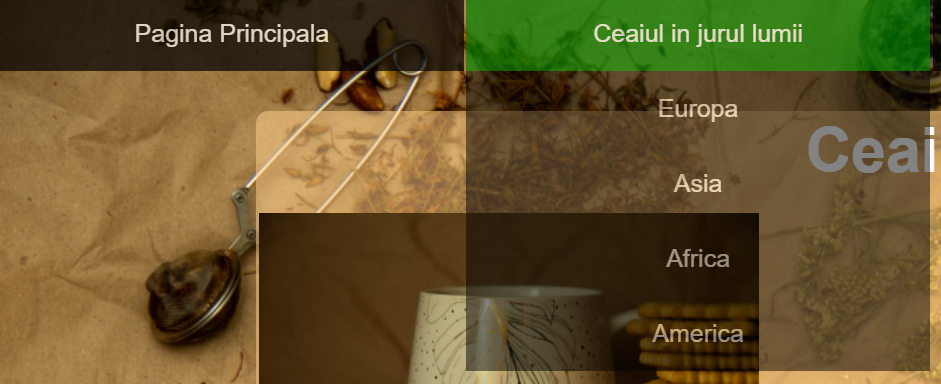 Pagina Principala
Ceaiul in jurul lumii
Europa
Ceai
Asia
Africa
America